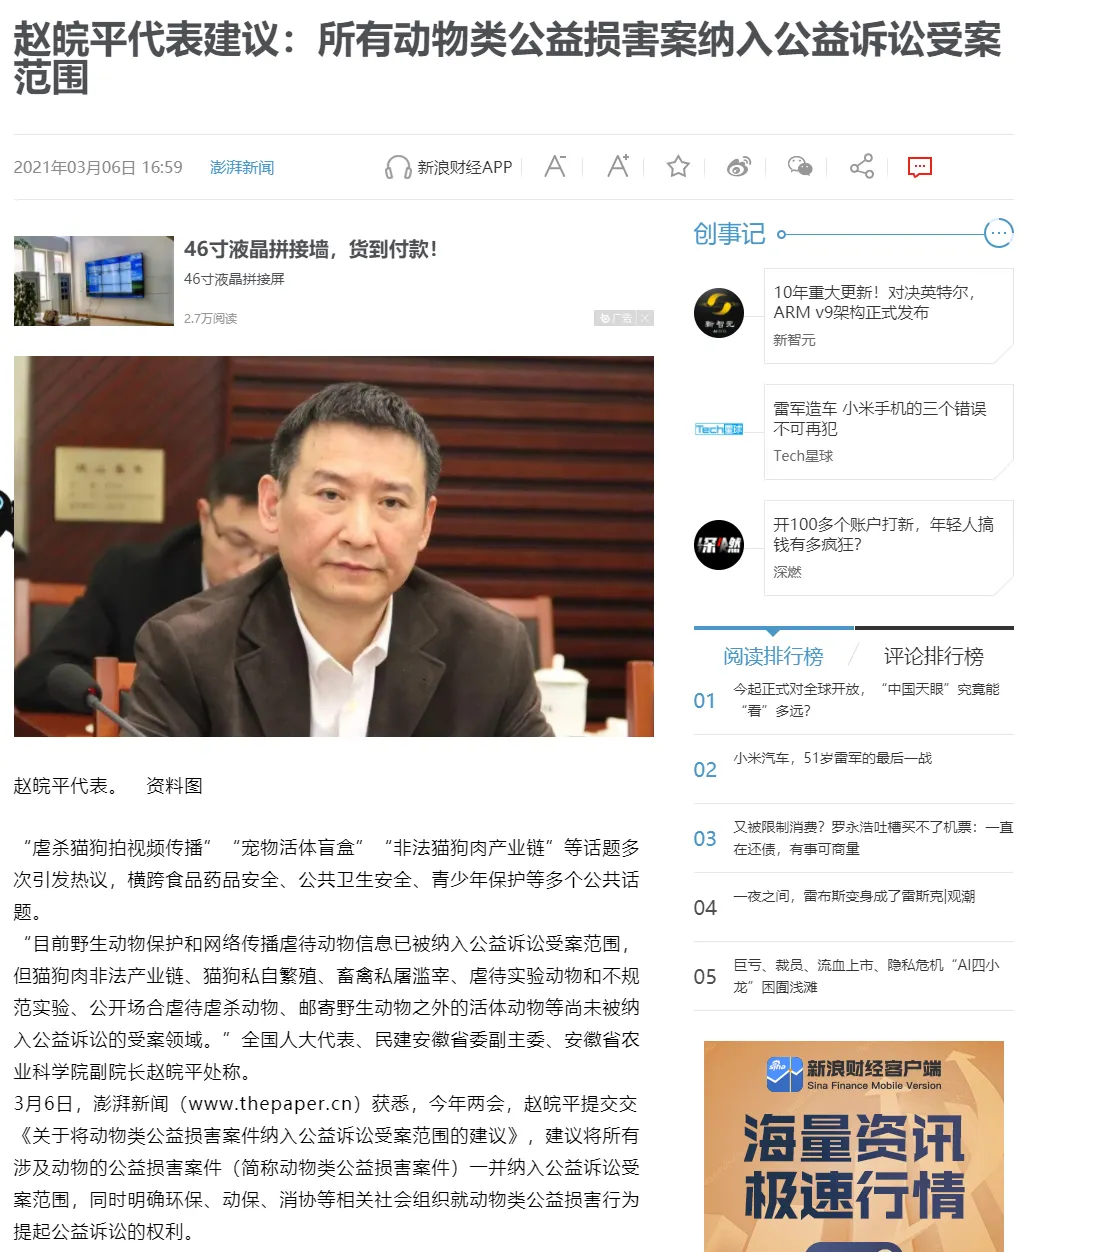 赵皖平代表建议：所有动物类公益损害案纳入公益诉讼受案
范围
2021年03月06日 16:59 澎湃新闻 新浪财经APP
46寸液晶拼接墙，货到付款！
46寸液晶拼接屏
2.7万阅读
广告
赵皖平代表。 资料图
“虐杀猫狗拍视频传播”“宠物活体盲盒”“非法猫狗肉产业链”等话题多
次引发热议，横跨食品药品安全、公共卫生安全、青少年保护等多个公共话
题。
“目前野生动物保护和网络传播虐待动物信息已被纳入公益诉讼受案范围，
但猫狗肉非法产业链、猫狗私自繁殖、畜禽私屠滥宰、虐待实验动物和不规
范实验、公开场合虐待虐杀动物、邮寄野生动物之外的活体动物等尚未被纳
入公益诉讼的受案领域。”全国人大代表、民建安徽省委副主委、安徽省农
业科学院副院长赵皖平处称。
3月6日，澎湃新闻（www.thepaper.cn）获悉，今年两会，赵皖平提交交
《关于将动物类公益损害案件纳入公益诉讼受案范围的建议》，建议将所有
涉及动物的公益损害案件（简称动物类公益损害案件）一并纳入公益诉讼受
案范围，同时明确环保、动保、消协等相关社会组织就动物类公益损害行为
提起公益诉讼的权利。
创事记
新智元
10年重大更新！对决英特尔，
ARM v9架构正式发布
新智元
Tech星球
雷军造车 小米手机的三个错误
不可再犯
Tech星球
深燃
开100多个账户打新，年轻人搞
钱有多疯狂？
深燃
阅读排行榜 评论排行榜
01 今起正式对全球开放，“中国天眼”究竟能
“看”多远？
02 小米汽车，51岁雷军的最后一战
03 又被限制消费？罗永浩吐槽买不了机票：一直
在还债，有事可商量
04 一夜之间，雷布斯变身成了雷斯克|观潮
05 巨亏、裁员、流血上市、隐私危机“AI四小
龙”困囿浅滩
sina
新浪财经客户端
Sina Finance Mobile Version
海量资讯
极速行情